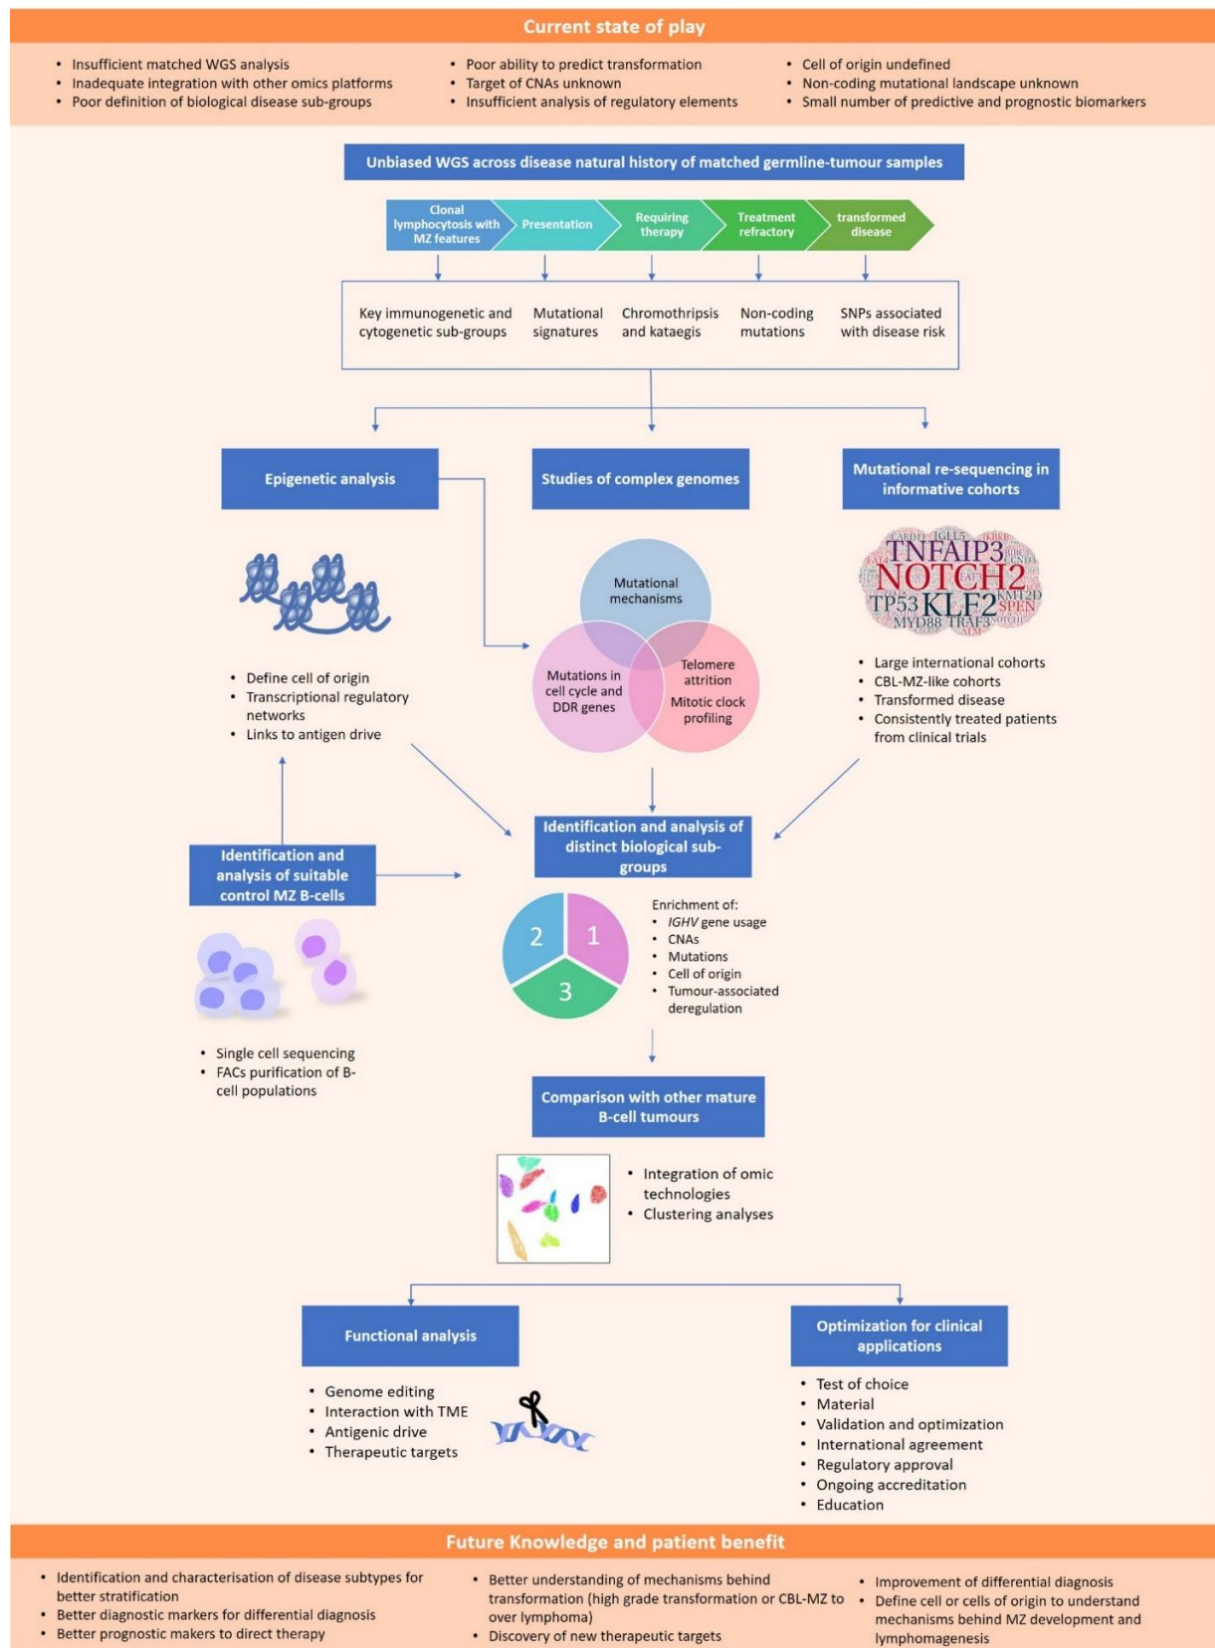 Current state of play
• Insufficient matched WGS analysis
• Inadequate integration with other omics platforms
• Poor definition of biological disease sub-groups
• Poor ability to predict transformation
• Target of CNAs unknown
• Insufficient analysis of regulatory elements
• Cell of origin undefined
• Non-coding mutational landscape unknown
• Small number of predictive and prognostic biomarkers
Unbiased WGS across disease natural history of matched germline-tumour samples
Clonal
lymphocytosis with
MZ features
Presentation
Requiring
therapy
Treatment
refractory
transformed
disease
Key immunogenetic and
cytogenetic sub-groups
Mutational
signatures
Chromothripsis
and kataegis
Non-coding
mutations
SNPs associated
with disease risk
Epigenetic analysis
Studies of complex genomes
Mutational re-sequencing in
informative cohorts
• Define cell of origin
• Transcriptional regulatory
networks
• Links to antigen drive
Mutational
mechanisms
Mutations in
cell cycle and
DDR genes
Telomere
attrition
Mitotic clock
profiling
CARD11 IGLL5 IKBKB
TNFAIP3
BIRC3
CCND3
NOTCH2
TP53 KLF2 KMT2D
SPEN
MYD88 TRAF3 NOTCH1
• Large international cohorts
• CBL-MZ-like cohorts
• Transformed disease
• Consistently treated patients
from clinical trials
Identification and
analysis of suitable
control MZ B-cells
• Single cell sequencing
• FACs purification of B-
cell populations
Identification and analysis of
distinct biological sub-
groups
2
1
3
Enrichment of:
• IGHV gene usage
• CNAs
• Mutations
• Cell of origin
• Tumour-associated
deregulation
Comparison with other mature
B-cell tumours
• Integration of omic
technologies
• Clustering analyses
Functional analysis
• Genome editing
• Interaction with TME
• Antigenic drive
• Therapeutic targets
Optimization for clinical
applications
• Test of choice
• Material
• Validation and optimization
• International agreement
• Regulatory approval
• Ongoing accreditation
• Education
Future Knowledge and patient benefit
• Identification and characterisation of disease subtypes for
better stratification
• Better diagnostic markers for differential diagnosis
• Better prognostic makers to direct therapy
• Better understanding of mechanisms behind
transformation (high grade transformation or CBL-MZ to
over lymphoma)
• Discovery of new therapeutic targets
• Improvement of differential diagnosis
• Define cell or cells of origin to understand
mechanisms behind MZ development and
lymphomagenesis